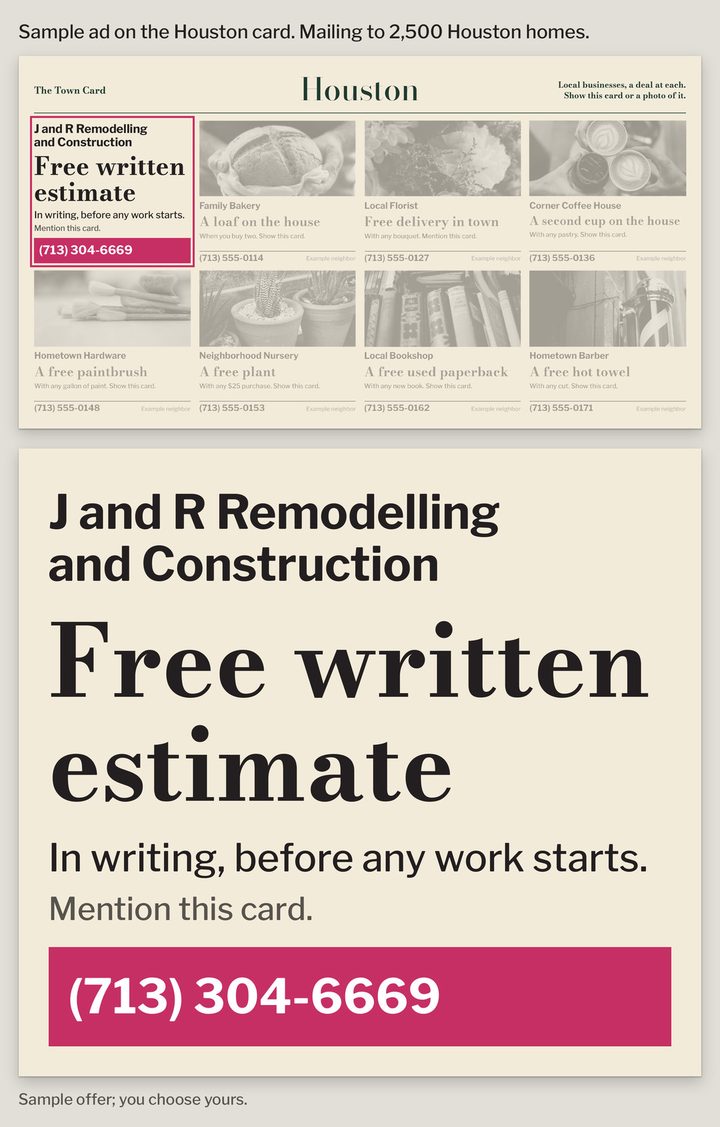 Sample ad on the Houston card. Mailing to 2,500 Houston homes.
The Town Card
Houston
Local businesses, a deal at each.
Show this card or a photo of it.
J and R Remodelling
and Construction
Free written
estimate
In writing, before any work starts.
Mention this card.
(713) 304-6669
Family Bakery
A loaf on the house
When you buy two. Show this card.
(713) 555-0114
Example neighbor
Local Florist
Free delivery in town
With any bouquet. Mention this card.
(713) 555-0127
Example neighbor
Corner Coffee House
A second cup on the house
With any pastry. Show this card.
(713) 555-0136
Example neighbor
Hometown Hardware
A free paintbrush
With any gallon of paint. Show this card.
(713) 555-0148
Example neighbor
Neighborhood Nursery
A free plant
With any $25 purchase. Show this card.
(713) 555-0153
Example neighbor
Local Bookshop
A free used paperback
With any new book. Show this card.
(713) 555-0162
Example neighbor
Hometown Barber
A free hot towel
With any cut. Show this card.
(713) 555-0171
Example neighbor
J and R Remodelling
and Construction
Free written
estimate
In writing, before any work starts.
Mention this card.
(713) 304-6669
Sample offer; you choose yours.